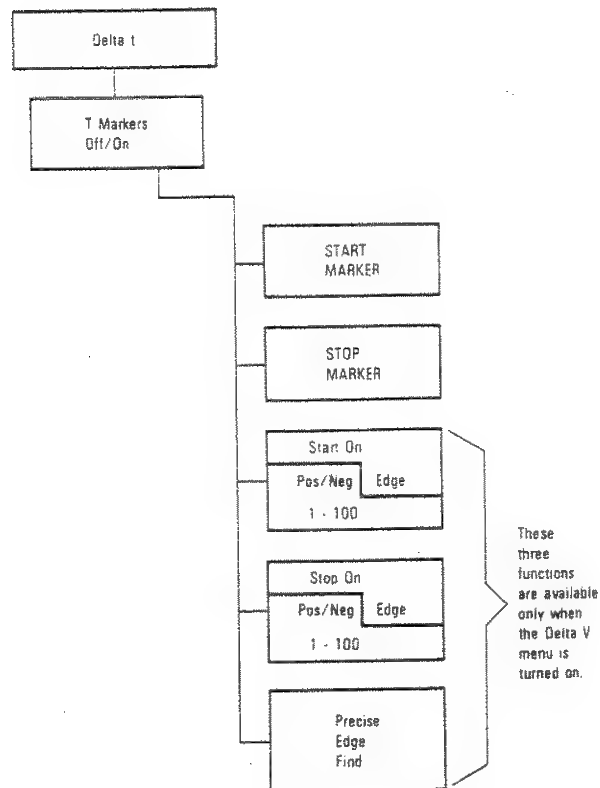 Delta t
T Markers
Off/On
START
MARKER
STOP
MARKER
Start On
Pos/Neg Edge
1 - 100
Stop On
Pos/Neg Edge
1 - 100
Precise
Edge
Find
These
three
functions
are available
only when
the Delta V
menu is
turned on.